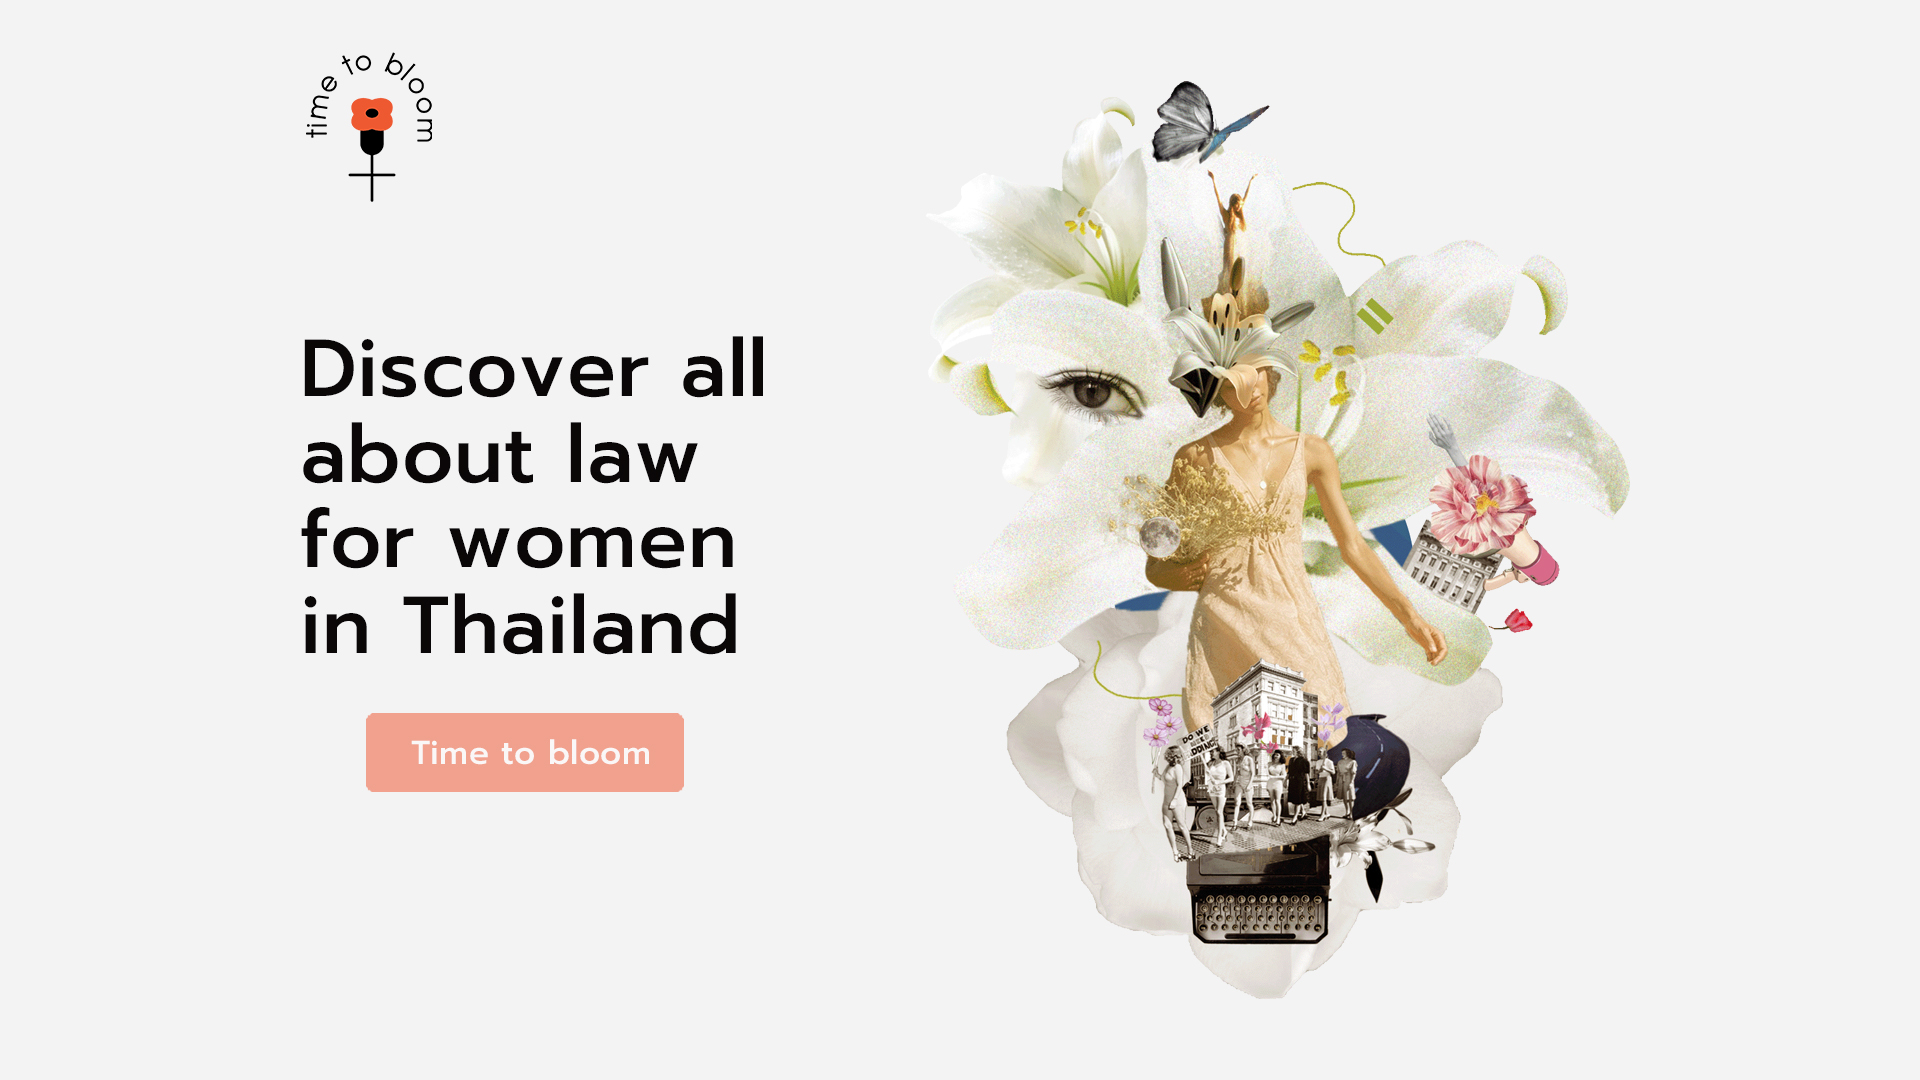 time to bloom
Discover all
about law
for women
in Thailand
Time to bloom
DO WE